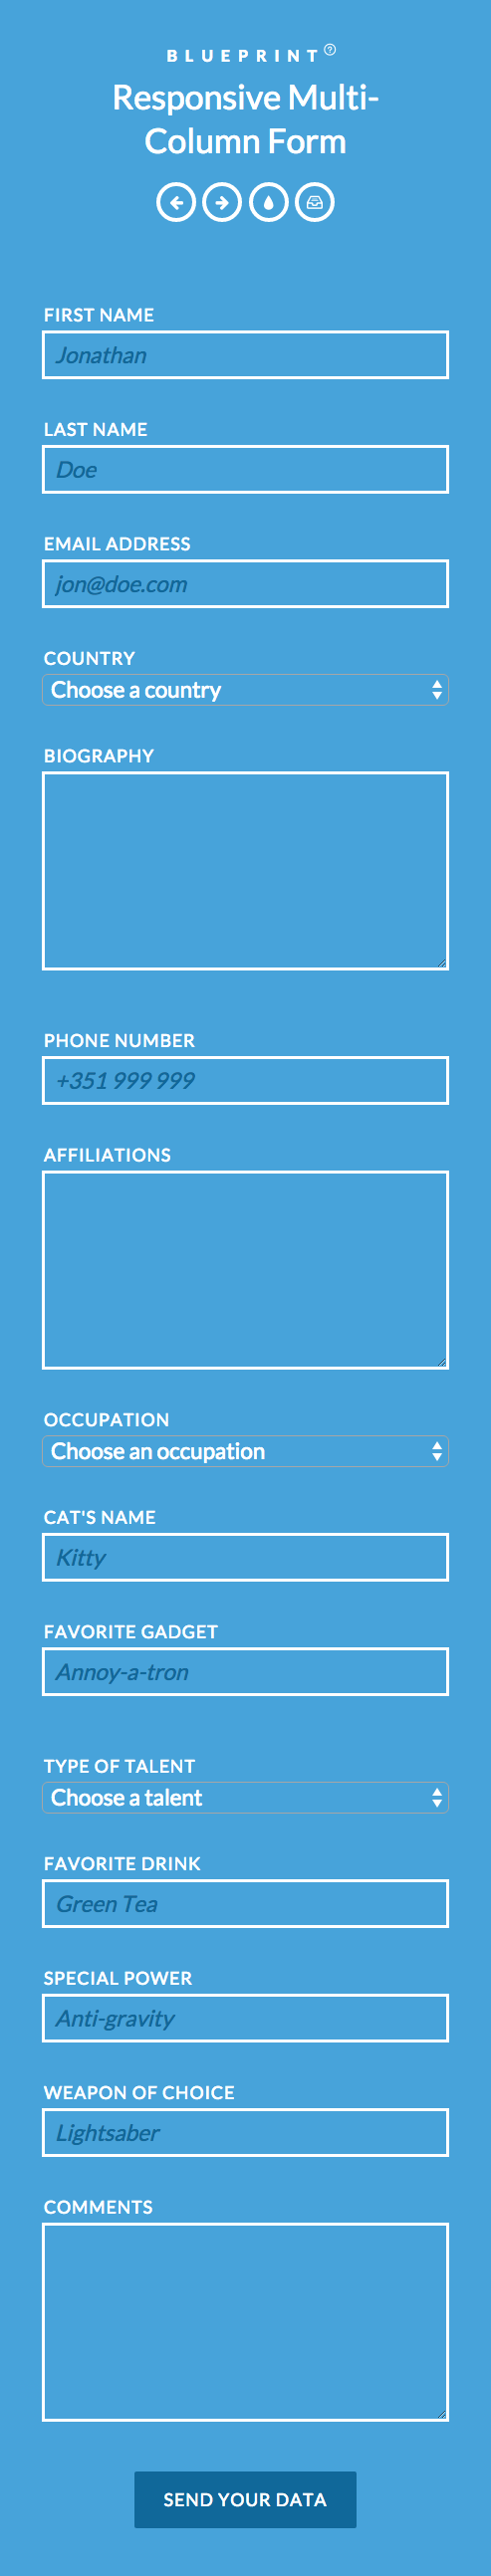 BLUEPRINT
Responsive Multi-
Column Form
FIRST NAME
Jonathan
LAST NAME
Doe
EMAIL ADDRESS
jon@doe.com
COUNTRY
Choose a country
BIOGRAPHY
PHONE NUMBER
+351 999 999
AFFILIATIONS
OCCUPATION
Choose an occupation
CAT'S NAME
Kitty
FAVORITE GADGET
Annoy-a-tron
TYPE OF TALENT
Choose a talent
FAVORITE DRINK
Green Tea
SPECIAL POWER
Anti-gravity
WEAPON OF CHOICE
Lightsaber
COMMENTS
SEND YOUR DATA